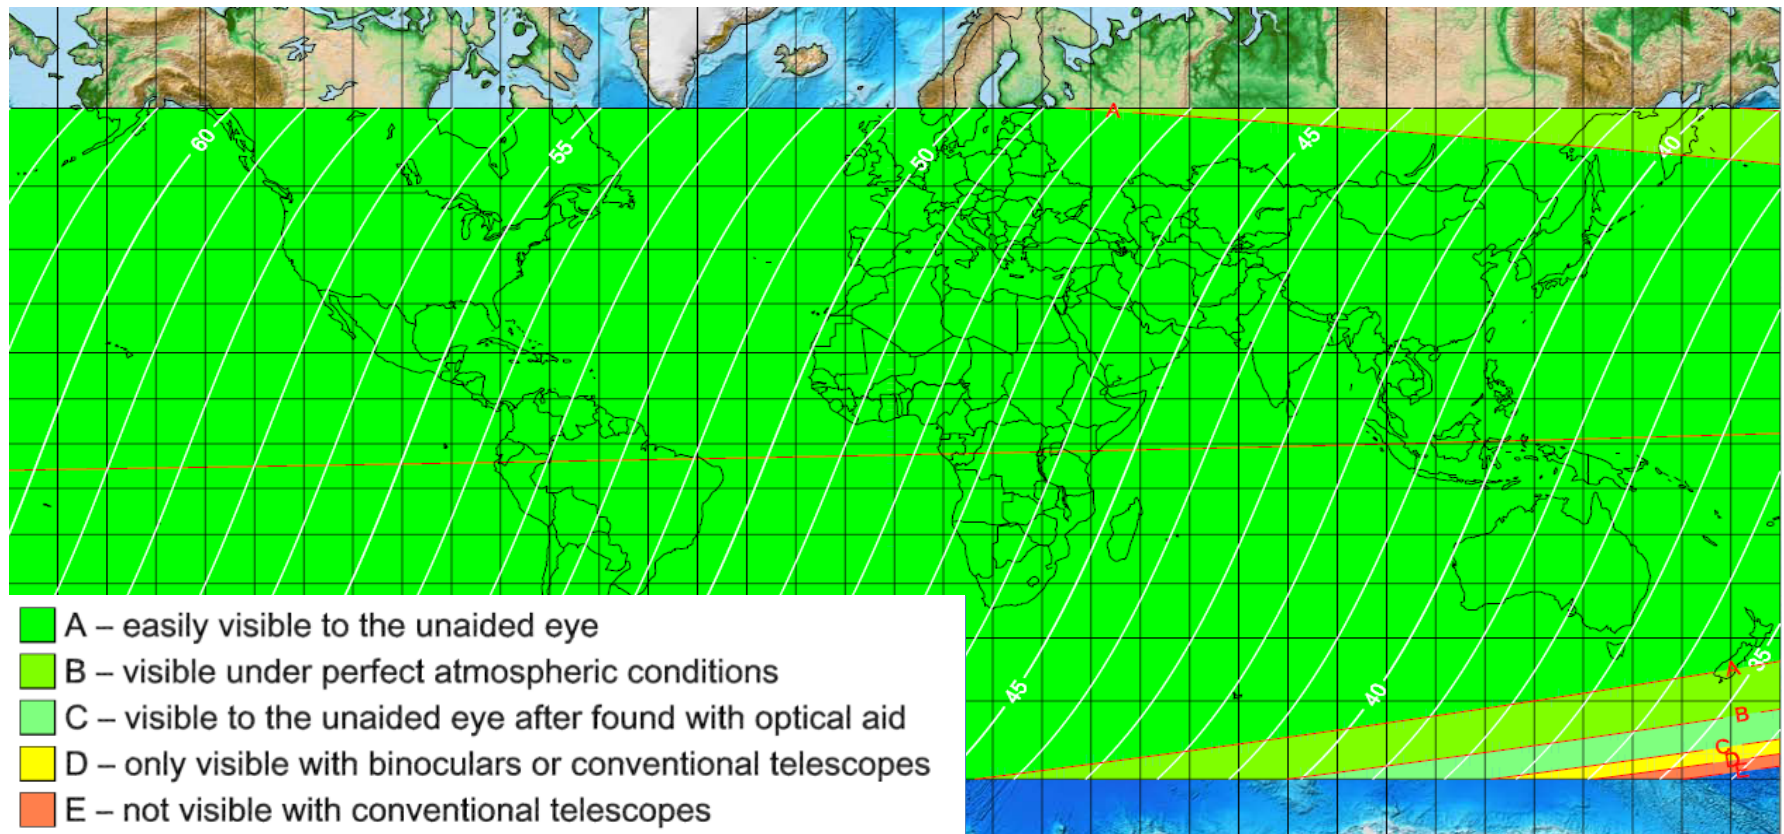 A
60
55
50
45
40
45
40
35
A
B
C
D
E
A – easily visible to the unaided eye
B – visible under perfect atmospheric conditions
C – visible to the unaided eye after found with optical aid
D – only visible with binoculars or conventional telescopes
E – not visible with conventional telescopes